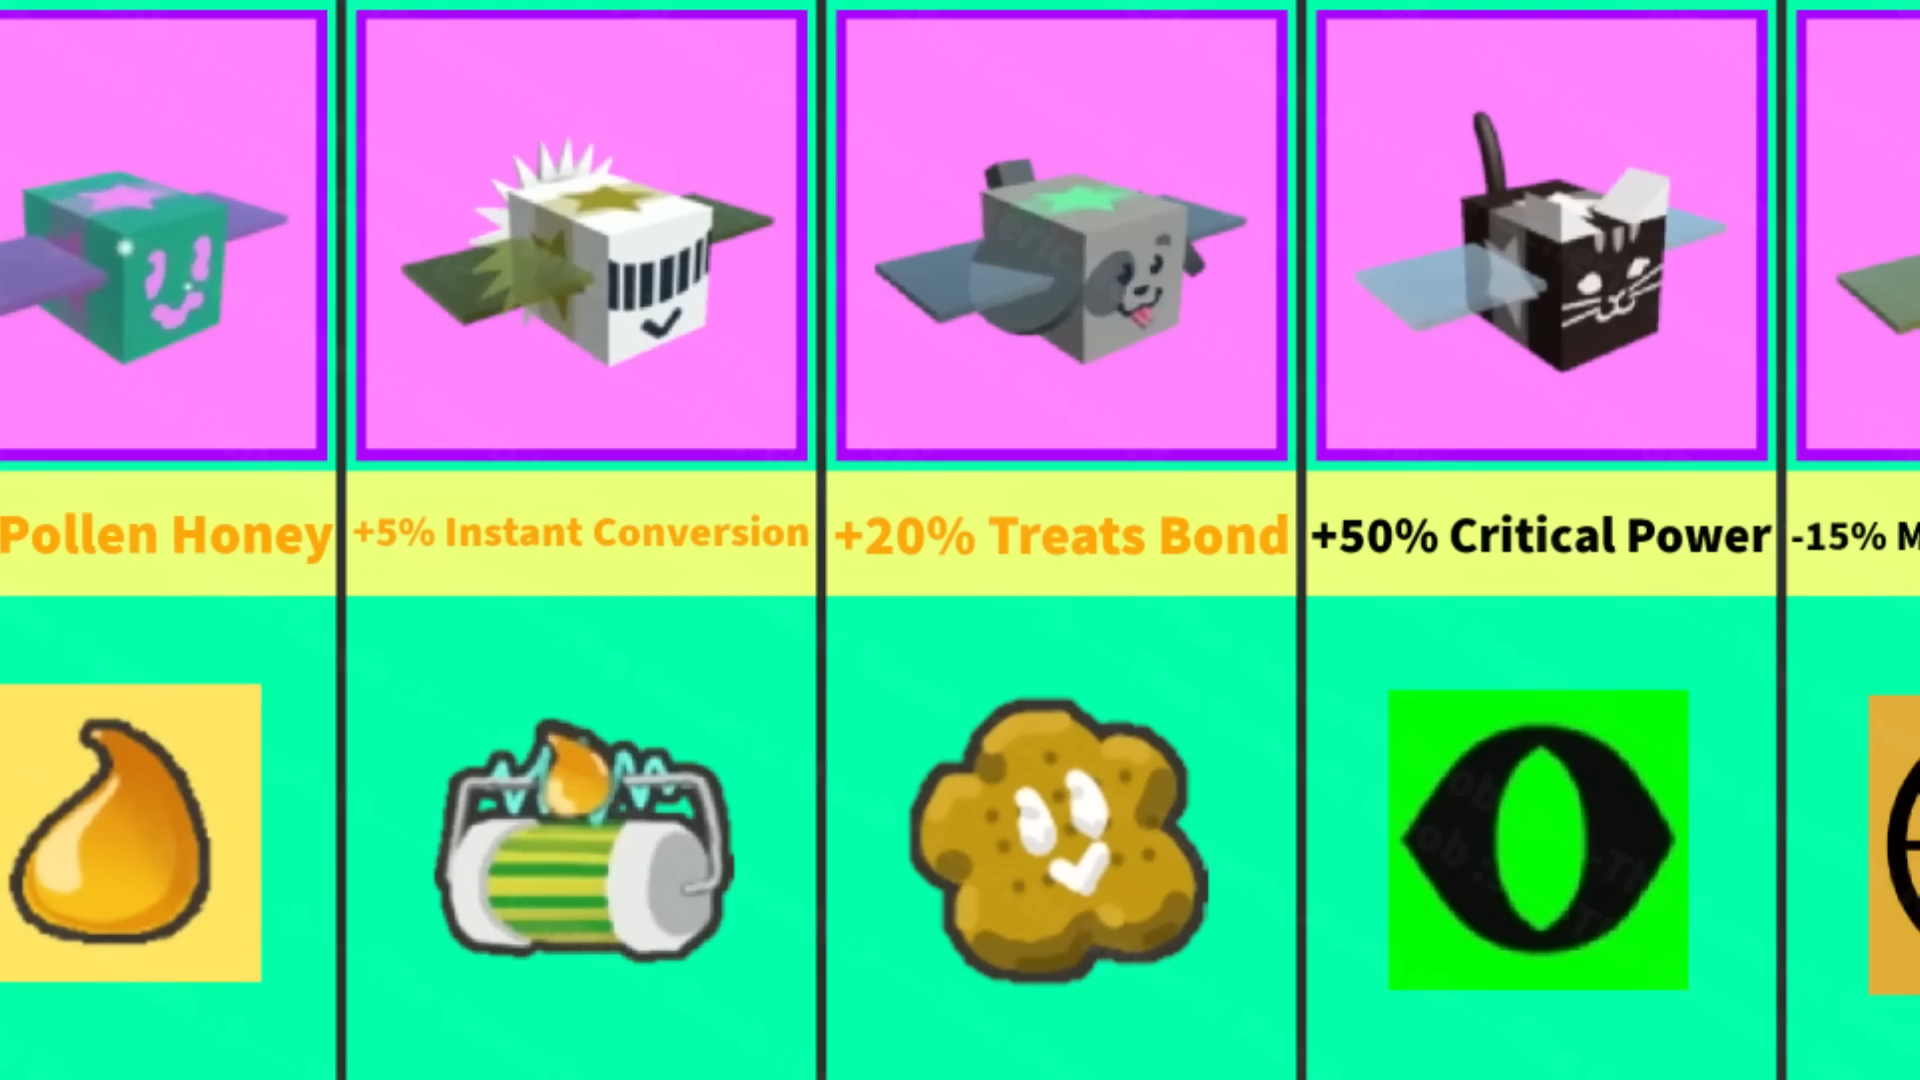 Pollen Honey
+5% Instant Conversion
+20% Treats Bond
+50% Critical Power
-15% M